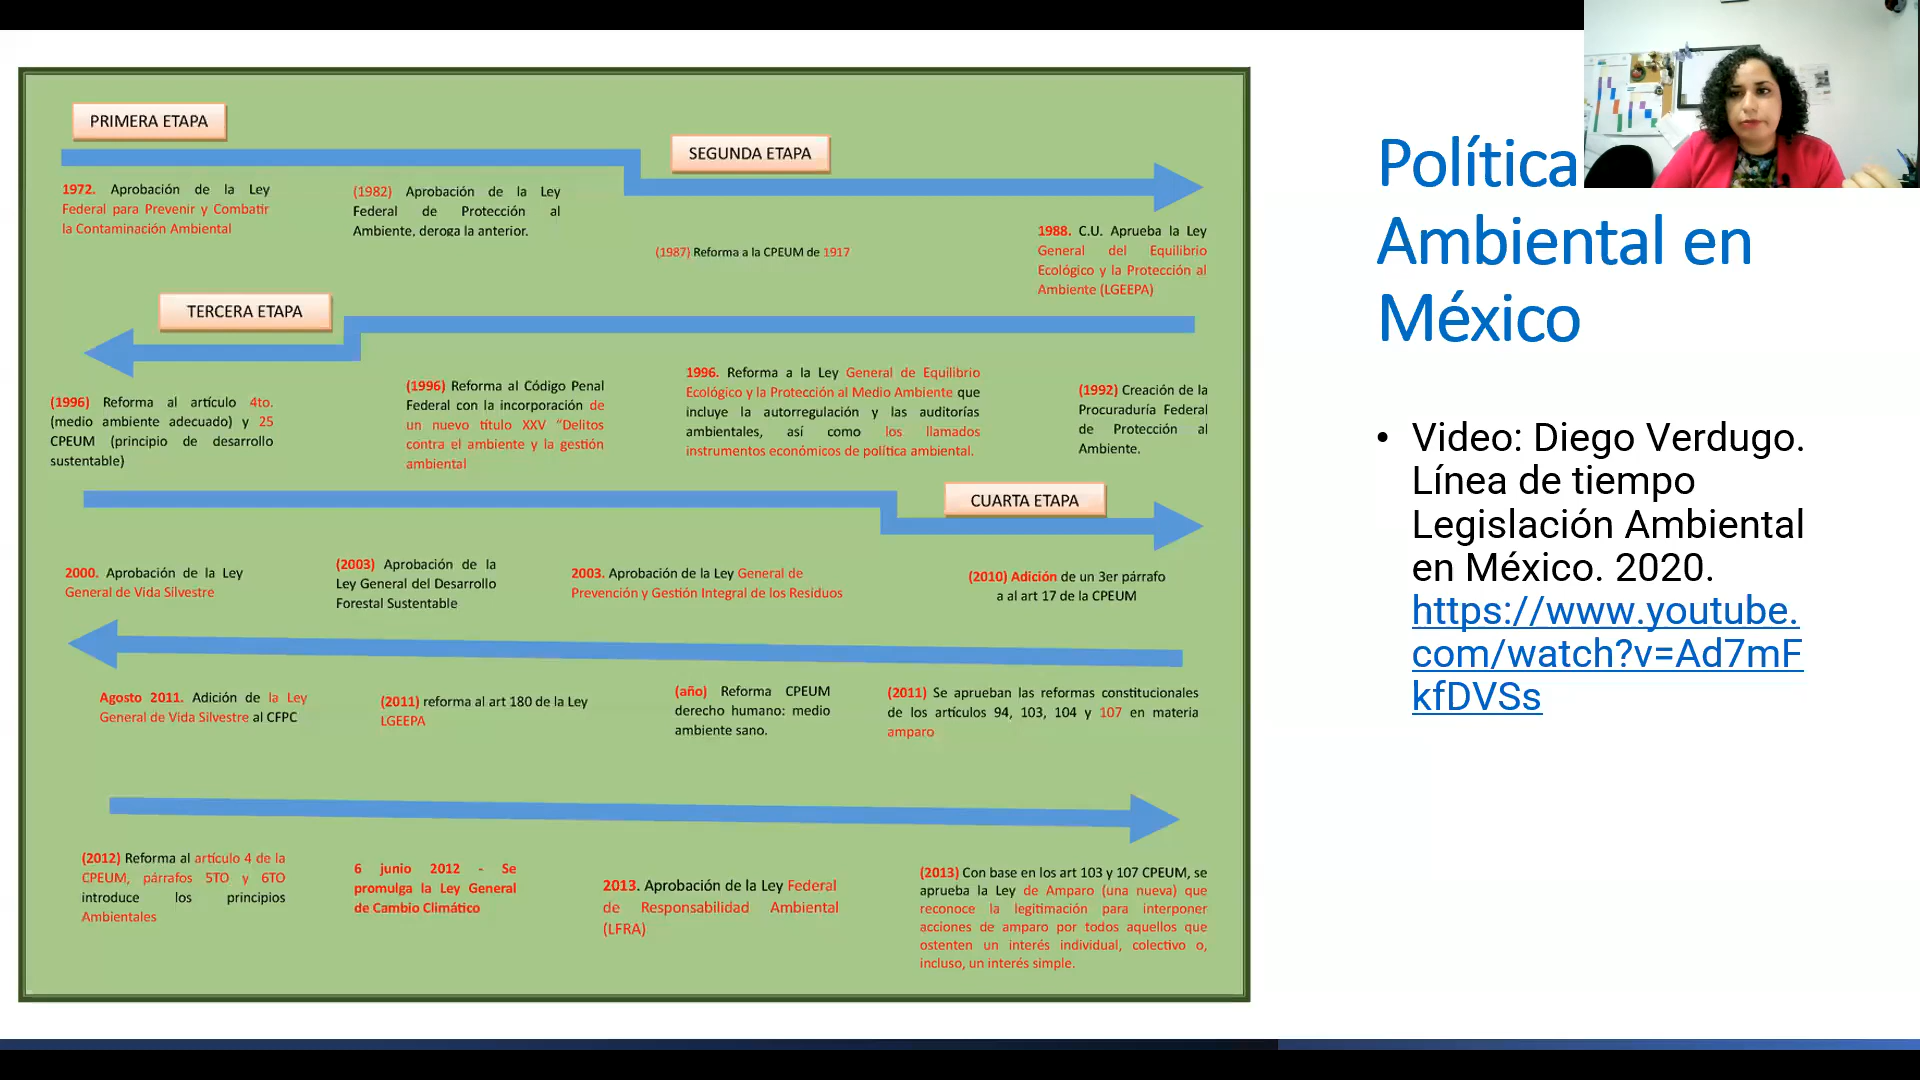 PRIMERA ETAPA
SEGUNDA ETAPA
1972. Aprobación de la Ley
Federal para Prevenir y Combatir
la Contaminación Ambiental
(1982) Aprobación de la Ley
Federal de Protección al
Ambiente, deroga la anterior.
(1987) Reforma a la CPEUM de 1917
1988. C.U. Aprueba la Ley
General del Equilibrio
Ecológico y la Protección al
Ambiente (LGEEPA)
TERCERA ETAPA
(1996) Reforma al artículo 4to.
(medio ambiente adecuado) y 25
CPEUM (principio de desarrollo
sustentable)
(1996) Reforma al Código Penal
Federal con la incorporación de
un nuevo título XXV "Delitos
contra el ambiente y la gestión
ambiental
1996. Reforma a la Ley General de Equilibrio
Ecológico y la Protección al Medio Ambiente que
incluye la autorregulación y las auditorías
ambientales, así como los llamados
instrumentos económicos de política ambiental.
(1992) Creación de la
Procuraduría Federal
de Protección al
Ambiente.
CUARTA ETAPA
2000. Aprobación de la Ley
General de Vida Silvestre
(2003) Aprobación de la
Ley General del Desarrollo
Forestal Sustentable
2003. Aprobación de la Ley General de
Prevención y Gestión Integral de los Residuos
(2010) Adición de un 3er párrafo
a al art 17 de la CPEUM
Agosto 2011. Adición de la Ley
General de Vida Silvestre al CFPC
(2011) reforma al art 180 de la Ley
LGEEPA
(año) Reforma CPEUM
derecho humano: medio
ambiente sano.
(2011) Se aprueban las reformas constitucionales
de los artículos 94, 103, 104 y 107 en materia
amparo
(2012) Reforma al artículo 4 de la
CPEUM, párrafos 5TO y 6TO
introduce los principios
Ambientales
6 junio 2012 - Se
promulga la Ley General
de Cambio Climático
2013. Aprobación de la Ley Federal
de Responsabilidad Ambiental
(LFRA)
(2013) Con base en los art 103 y 107 CPEUM, se
aprueba la Ley de Amparo (una nueva) que
reconoce la legitimación para interponer
acciones de amparo por todos aquellos que
ostenten un interés individual, colectivo o,
incluso, un interés simple.
Política
Ambiental en
México
• Video: Diego Verdugo.
Línea de tiempo
Legislación Ambiental
en México. 2020.
https://www.youtube.
com/watch?v=Ad7mF
kfDVSs